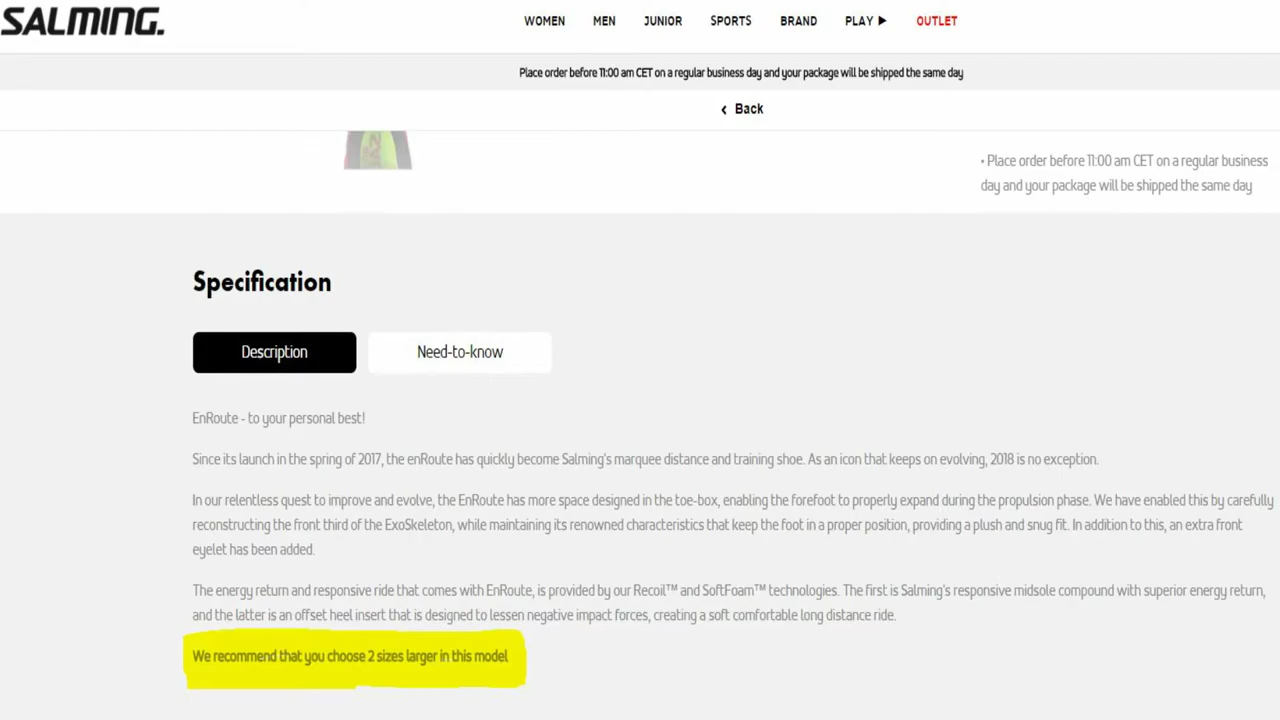 SALMING.
WOMEN MEN JUNIOR SPORTS BRAND PLAY ▶ OUTLET
Place order before 11:00 am CET on a regular business day and your package will be shipped the same day
‹ Back
• Place order before 11:00 am CET on a regular business
day and your package will be shipped the same day
Specification
Description Need-to-know
EnRoute - to your personal best!
Since its launch in the spring of 2017, the enRoute has quickly become Salming's marquee distance and training shoe. As an icon that keeps on evolving, 2018 is no exception.
In our relentless quest to improve and evolve, the EnRoute has more space designed in the toe-box, enabling the forefoot to properly expand during the propulsion phase. We have enabled this by carefully
reconstructing the front third of the ExoSkeleton, while maintaining its renowned characteristics that keep the foot in a proper position, providing a plush and snug fit. In addition to this, an extra front
eyelet has been added.
The energy return and responsive ride that comes with EnRoute, is provided by our Recoil™ and SoftFoam™ technologies. The first is Salming's responsive midsole compound with superior energy return,
and the latter is an offset heel insert that is designed to lessen negative impact forces, creating a soft comfortable long distance ride.
We recommend that you choose 2 sizes larger in this model